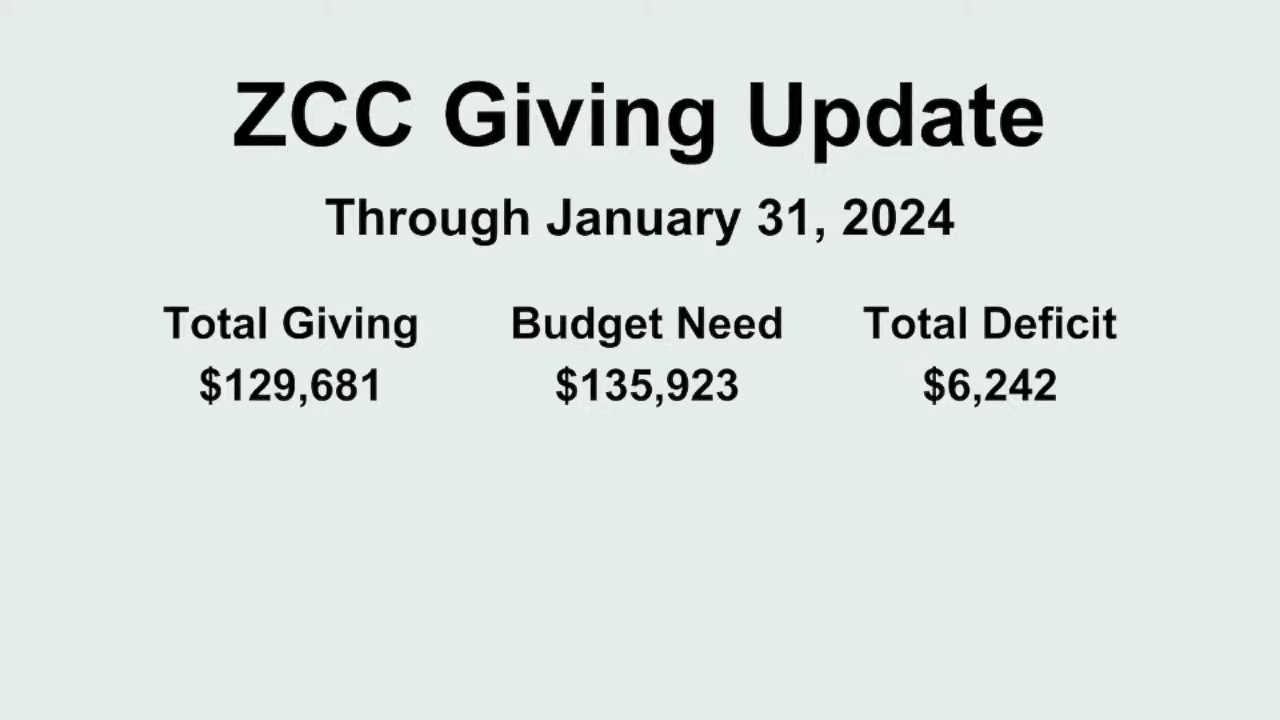 ZCC Giving Update
Through January 31, 2024
Total Giving Budget Need Total Deficit
$129,681 $135,923 $6,242